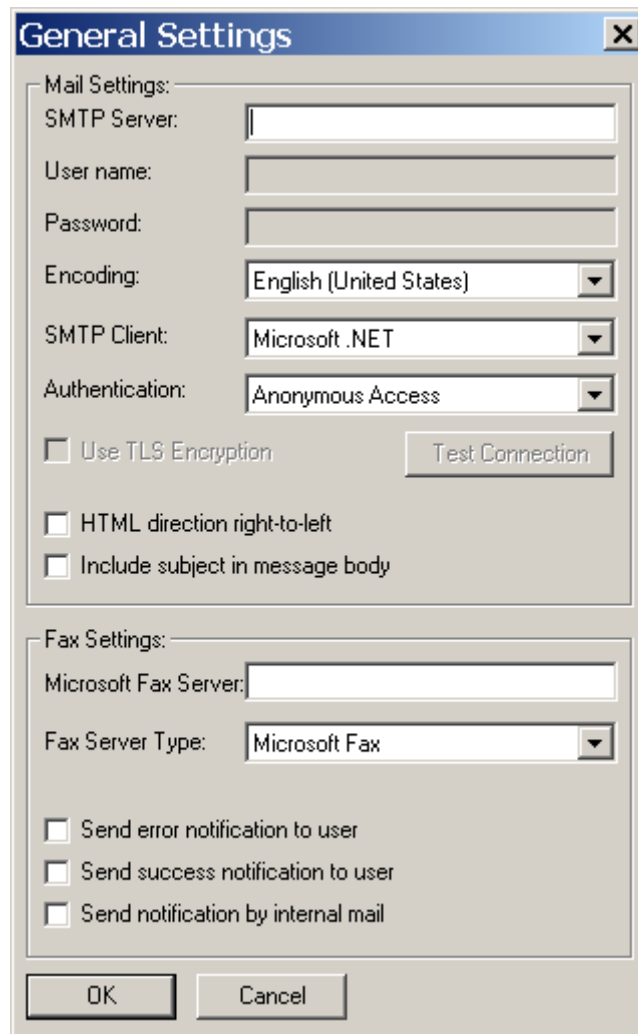 General Settings
Mail Settings:
SMTP Server:
User name:
Password:
Encoding: English (United States)
SMTP Client: Microsoft .NET
Authentication: Anonymous Access
Use TLS Encryption Test Connection
HTML direction right-to-left
Include subject in message body
Fax Settings:
Microsoft Fax Server:
Fax Server Type: Microsoft Fax
Send error notification to user
Send success notification to user
Send notification by internal mail
OK Cancel